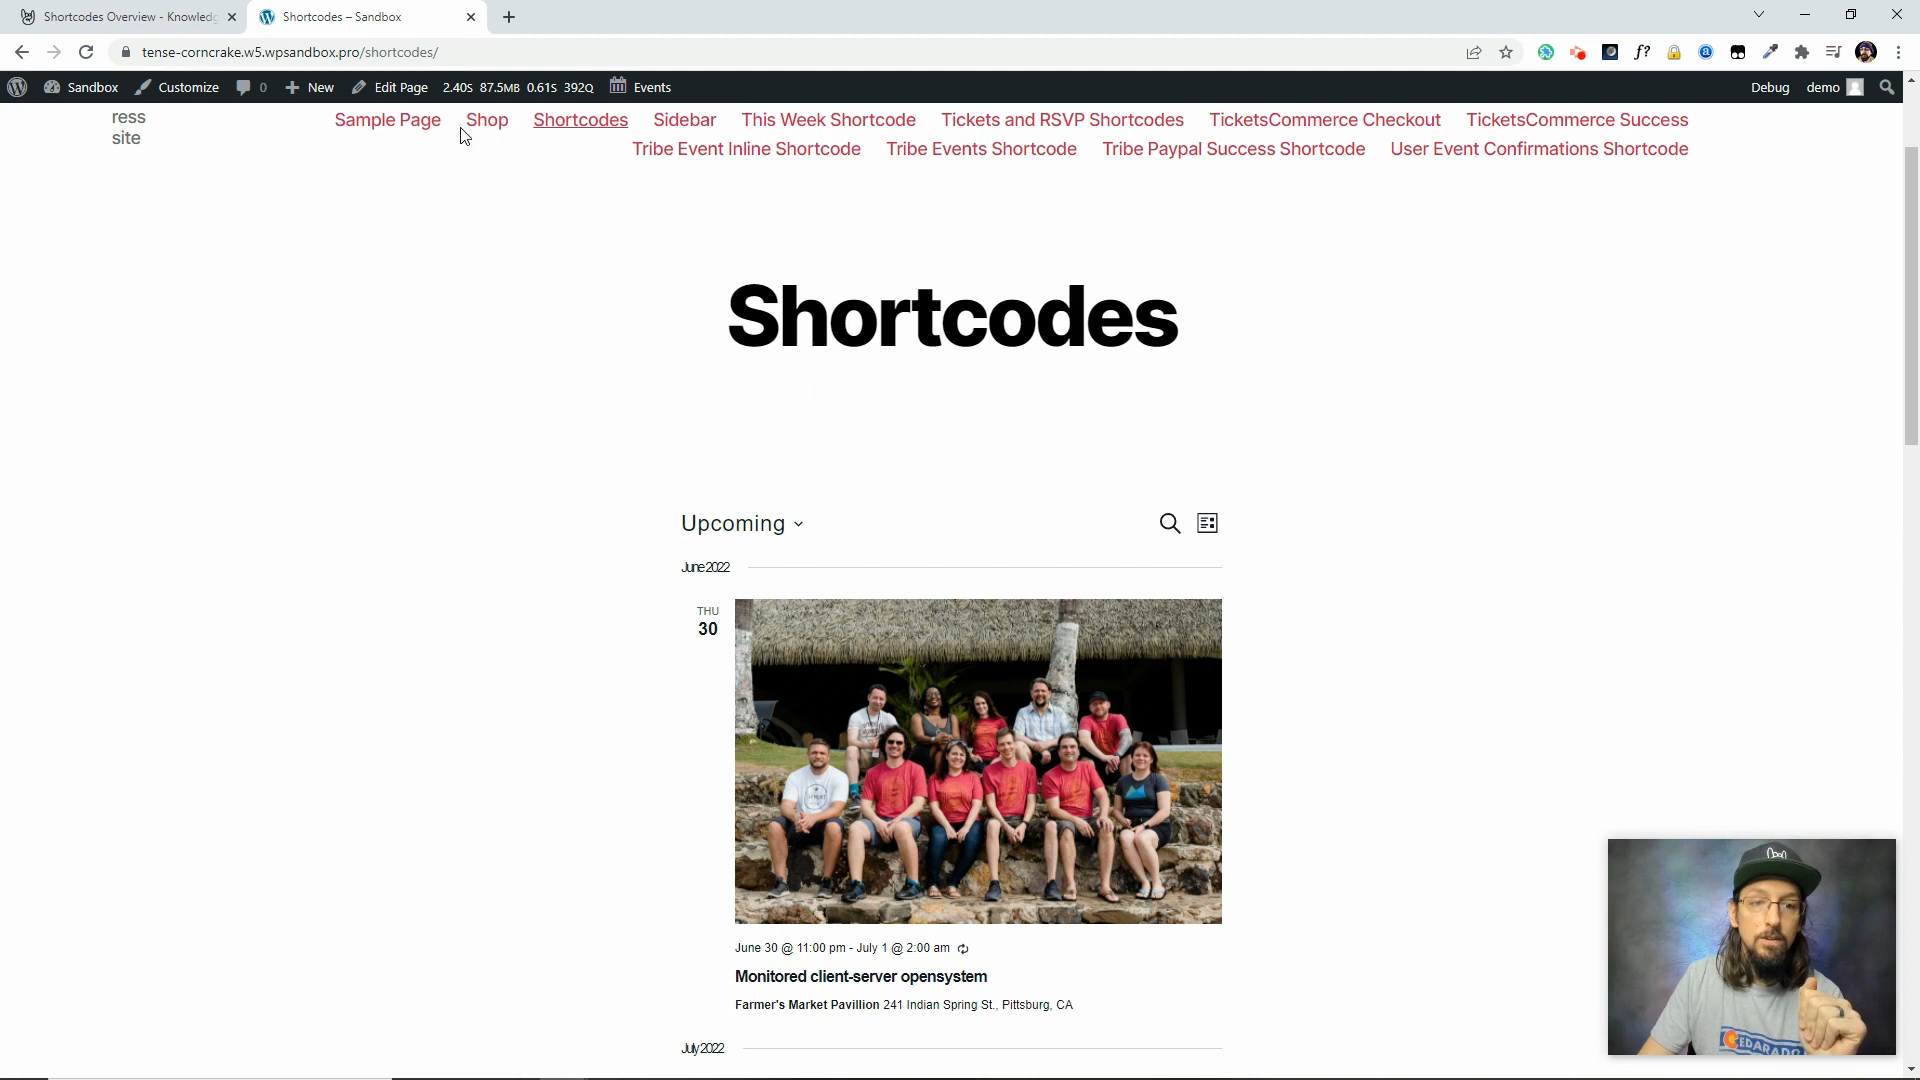 Shortcodes Overview - Knowledg
Shortcodes – Sandbox
tense-corncrake.w5.wpsandbox.pro/shortcodes/
f?
Sandbox
Customize
0
New
Edit Page
2.40S 87.5MB 0.61S 392Q
Events
Debug
demo
ress
site
Sample Page
Shop
Shortcodes
Sidebar
This Week Shortcode
Tickets and RSVP Shortcodes
TicketsCommerce Checkout
TicketsCommerce Success
Tribe Event Inline Shortcode
Tribe Events Shortcode
Tribe Paypal Success Shortcode
User Event Confirmations Shortcode
Shortcodes
Upcoming
June 2022
THU
30
June 30 @ 11:00 pm - July 1 @ 2:00 am
Monitored client-server opensystem
Farmer's Market Pavillion 241 Indian Spring St., Pittsburg, CA
July 2022